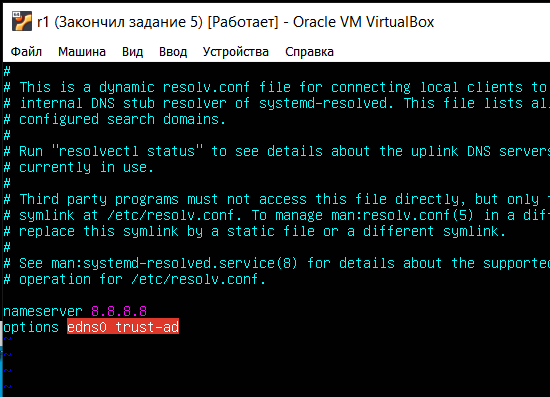 r1 (Закончил задание 5) [Работает] - Oracle VM VirtualBox
Файл Машина Вид Ввод Устройства Справка
#
# This is a dynamic resolv.conf file for connecting local clients to
# internal DNS stub resolver of systemd-resolved. This file lists al
# configured search domains.
#
# Run "resolvectl status" to see details about the uplink DNS servers
# currently in use.
#
# Third party programs must not access this file directly, but only t
# symlink at /etc/resolv.conf. To manage man:resolv.conf(5) in a dif
# replace this symlink by a static file or a different symlink.
#
# See man:systemd-resolved.service(8) for details about the supported
# operation for /etc/resolv.conf.
nameserver 8.8.8.8
options edns0 trust-ad
~
~
~
~